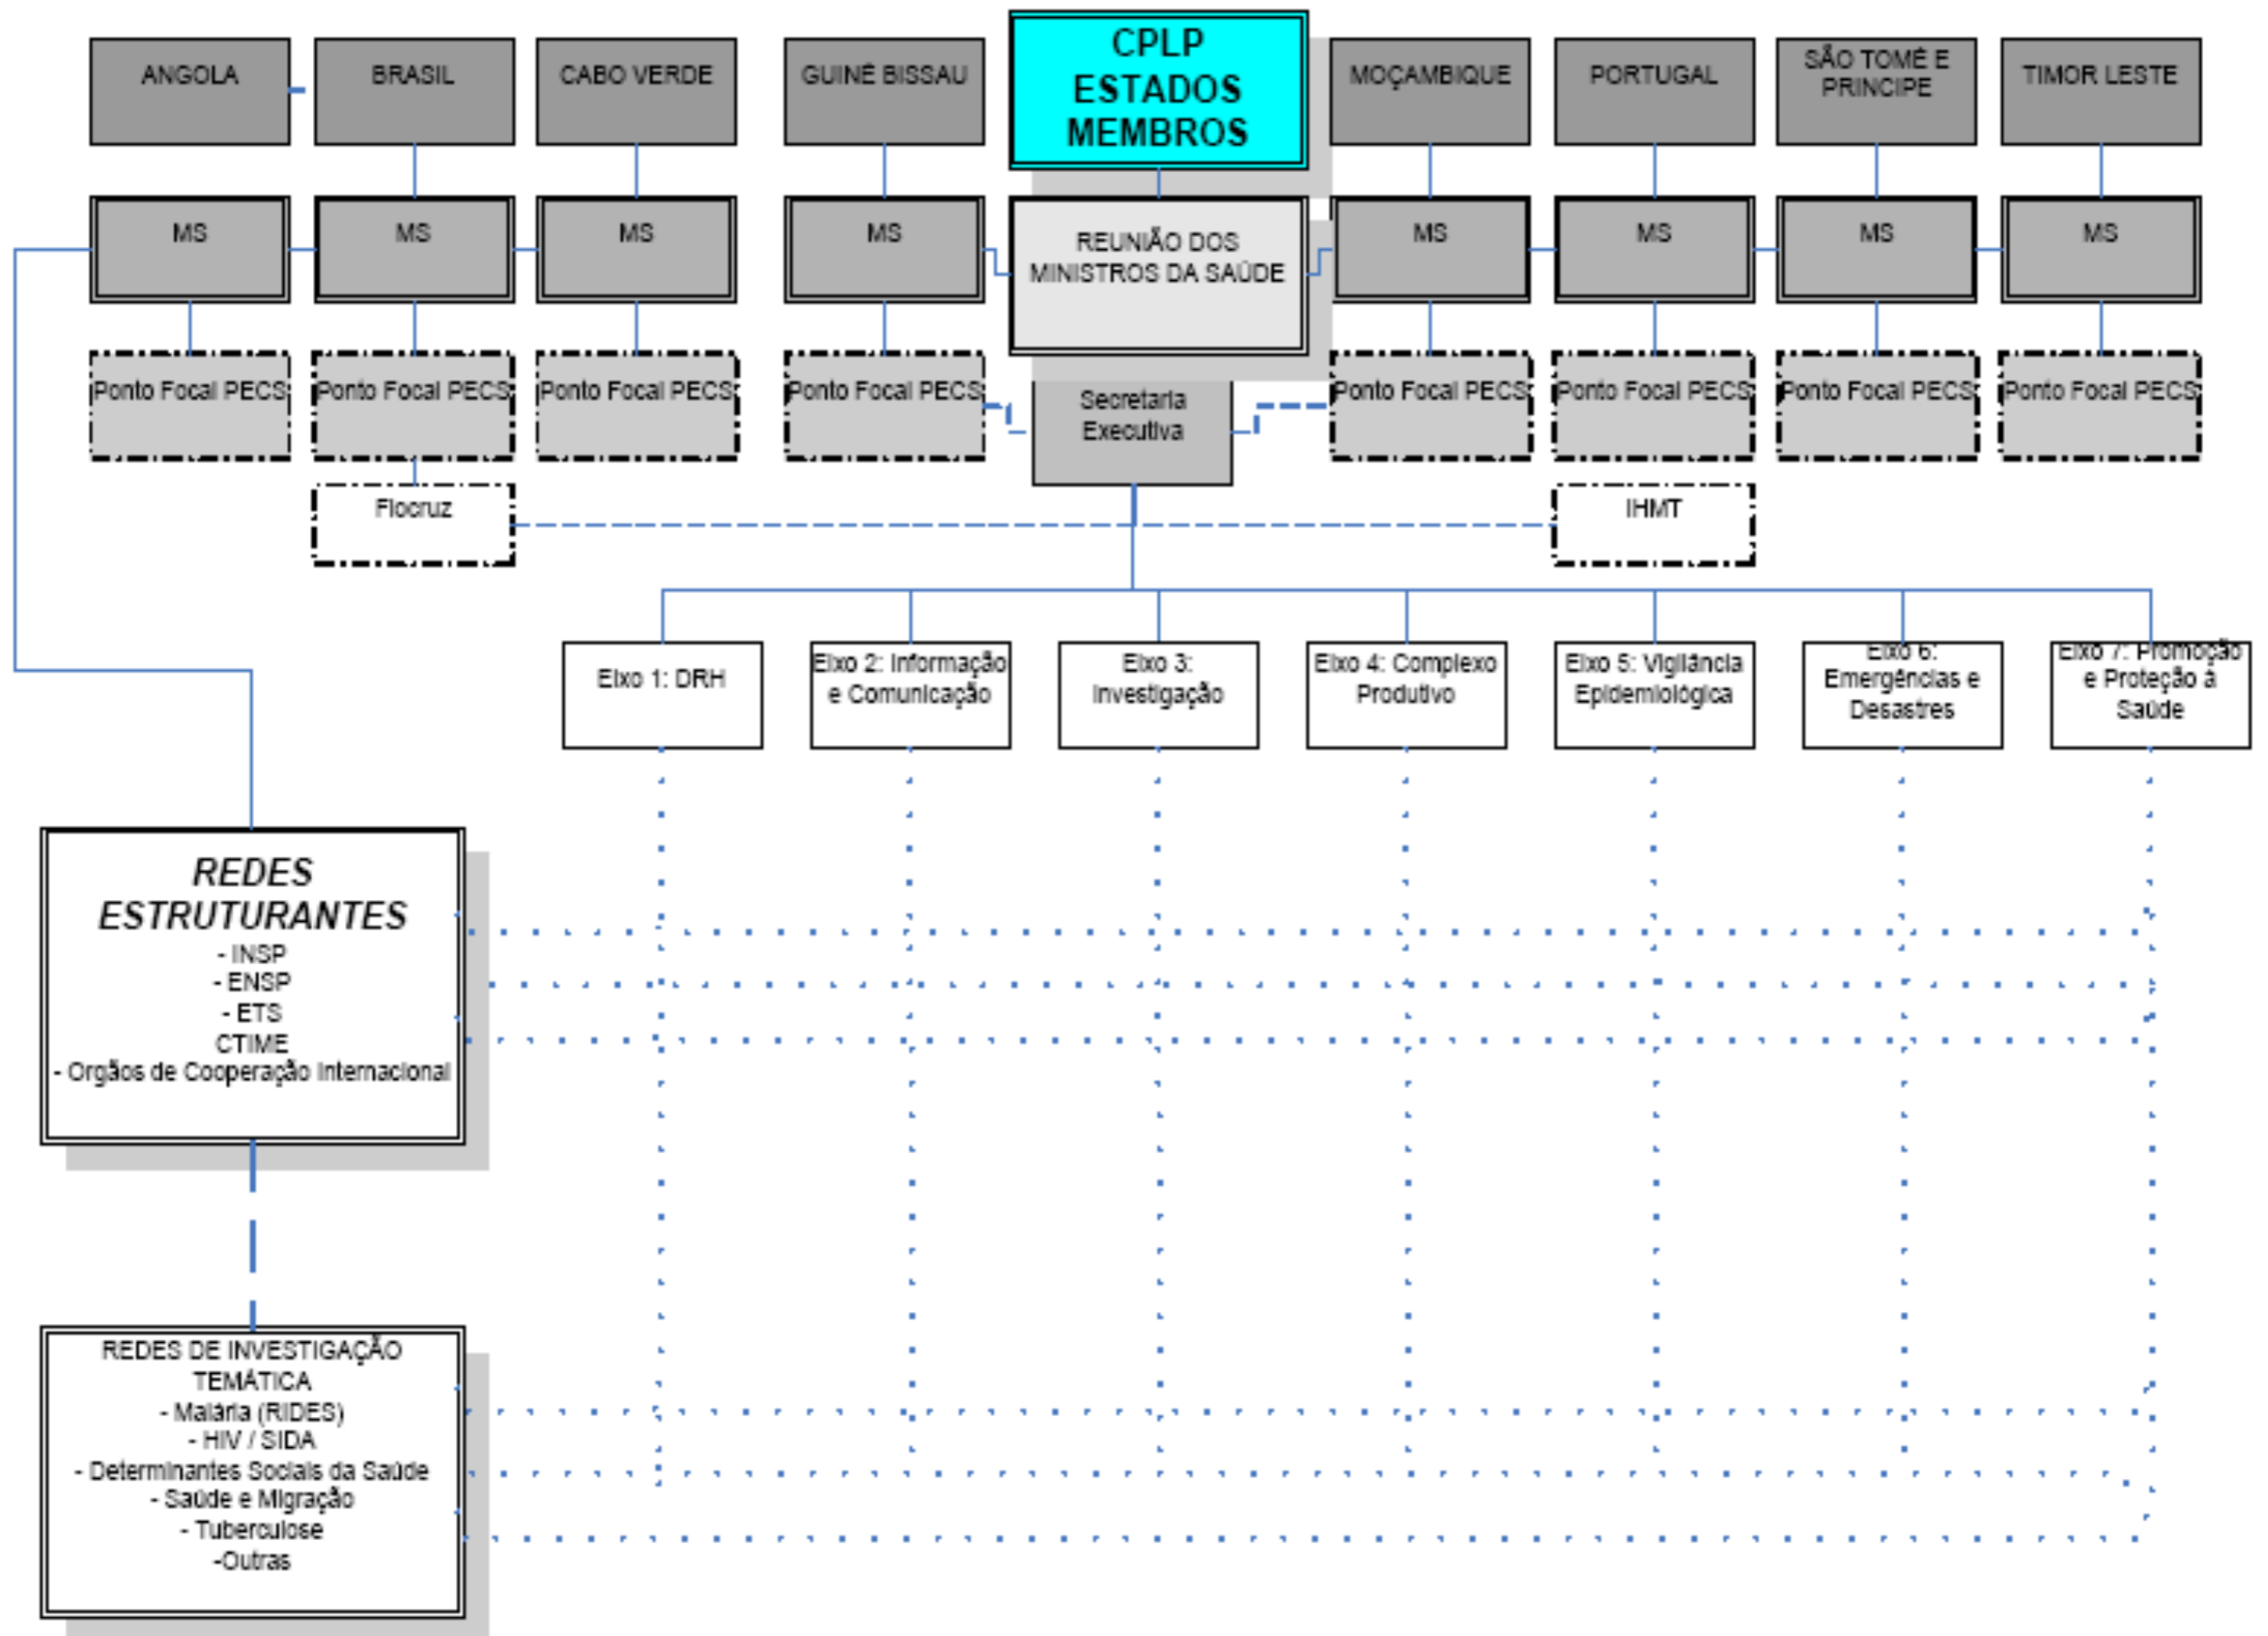 ANGOLA
BRASIL
CABO VERDE
GUINÉ BISSAU
CPLP
ESTADOS
MEMBROS
MOÇAMBIQUE
PORTUGAL
SÃO TOMÉ E
PRINCIPE
TIMOR LESTE
MS
MS
MS
MS
REUNIÃO DOS
MINISTROS DA SAÚDE
MS
MS
MS
MS
Ponto Focal PECS
Ponto Focal PECS
Ponto Focal PECS
Ponto Focal PECS
Secretaria
Executiva
Ponto Focal PECS
Ponto Focal PECS
Ponto Focal PECS
Ponto Focal PECS
Fiocruz
IHMT
Eixo 1: DRH
Eixo 2: Informação
e Comunicação
Eixo 3:
Investigação
Eixo 4: Complexo
Produtivo
Eixo 5: Vigilância
Epidemiológica
Eixo 6:
Emergências e
Desastres
Eixo 7: Promoção
e Proteção à
Saúde
REDES
ESTRUTURANTES
- INSP
- ENSP
- ETS
CTIME
- Orgãos de Cooperação Internacional
REDES DE INVESTIGAÇÃO
TEMÁTICA
- Malária (RIDES)
- HIV / SIDA
- Determinantes Sociais da Saúde
- Saúde e Migração
- Tuberculose
-Outras